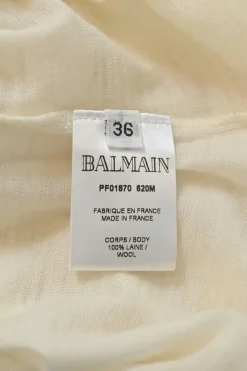 36
BALMAIN
PF01870 620M
FABRIQUE EN FRANCE
MADE IN FRANCE
CORPS / BODY
100% LAINE /
WOOL